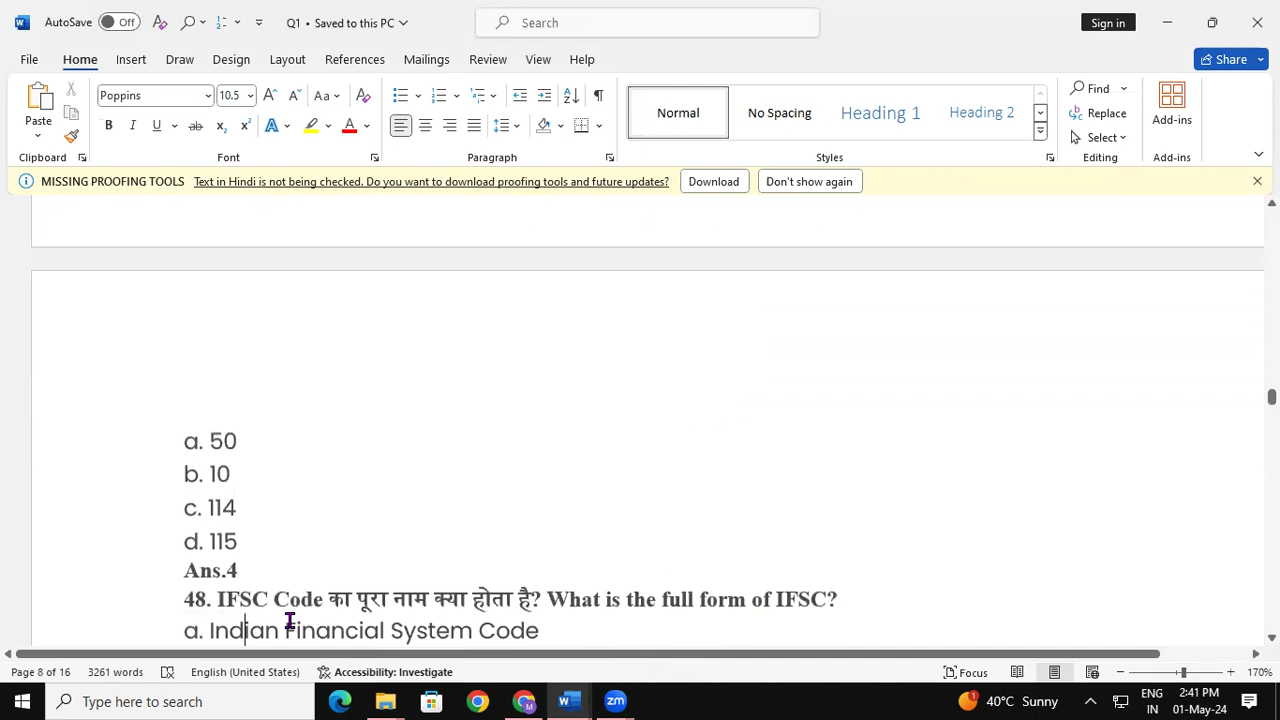 AutoSave Off Q1 • Saved to this PC Search Sign in
File Home Insert Draw Design Layout References Mailings Review View Help Share
Paste Poppins 10.5 Aa Normal No Spacing Heading 1 Heading 2 Find Replace Select Add-ins
B I U ab x₂ x² A A
Clipboard Font Paragraph Styles Editing Add-ins
MISSING PROOFING TOOLS Text in Hindi is not being checked. Do you want to download proofing tools and future updates? Download Don't show again
a. 50
b. 10
c. 114
d. 115
Ans.4
48. IFSC Code का पूरा नाम क्या होता है? What is the full form of IFSC?
a. Indian Financial System Code
Page 8 of 16 3261 words English (United States) Accessibility: Investigate Focus 170%
Type here to search 40°C Sunny ENG IN 2:41 PM 01-May-24